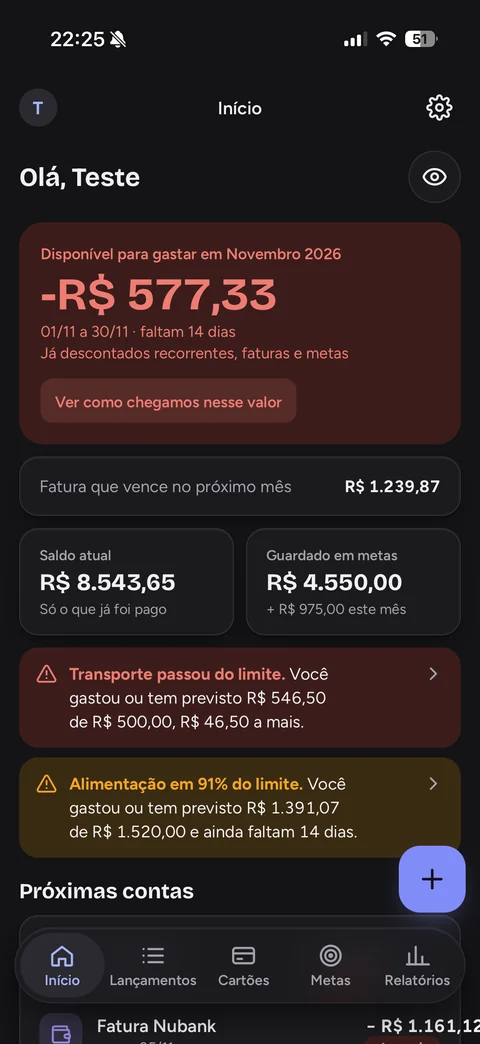 22:25
51
T
Início
Olá, Teste
Disponível para gastar em Novembro 2026
-R$ 577,33
01/11 a 30/11 · faltam 14 dias
Já descontados recorrentes, faturas e metas
Ver como chegamos nesse valor
Fatura que vence no próximo mês
R$ 1.239,87
Saldo atual
R$ 8.543,65
Só o que já foi pago
Guardado em metas
R$ 4.550,00
+ R$ 975,00 este mês
Transporte passou do limite. Você
gastou ou tem previsto R$ 546,50
de R$ 500,00, R$ 46,50 a mais.
Alimentação em 91% do limite. Você
gastou ou tem previsto R$ 1.391,07
de R$ 1.520,00 e ainda faltam 14 dias.
Próximas contas
+
Início
Lançamentos
Cartões
Metas
Relatórios
Fatura Nubank
- R$ 1.161,12